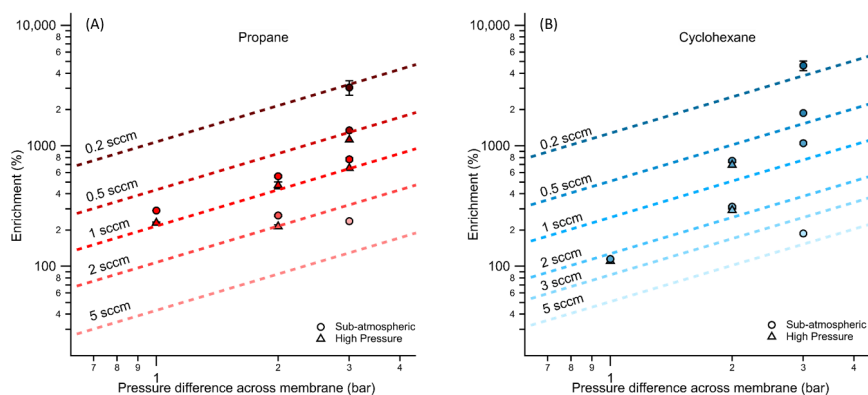 (A)
Propane
10,000
8
6
4
2
1000
8
6
4
2
100
8
6
4
Enrichment (%)
0.2 sccm
0.5 sccm
1 sccm
2 sccm
5 sccm
Sub-atmospheric
High Pressure
7 8 9 1 2 3 4
Pressure difference across membrane (bar)
(B)
Cyclohexane
10,000
8
6
4
2
1000
8
6
4
2
100
8
6
4
Enrichment (%)
0.2 sccm
0.5 sccm
1 sccm
2 sccm
3 sccm
5 sccm
Sub-atmospheric
High Pressure
7 8 9 1 2 3 4
Pressure difference across membrane (bar)